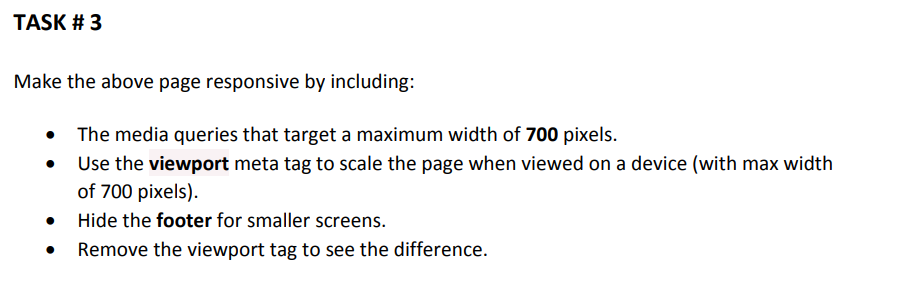 TASK # 3
Make the above page responsive by including:
• The media queries that target a maximum width of 700 pixels.
• Use the viewport meta tag to scale the page when viewed on a device (with max width
of 700 pixels).
• Hide the footer for smaller screens.
• Remove the viewport tag to see the difference.